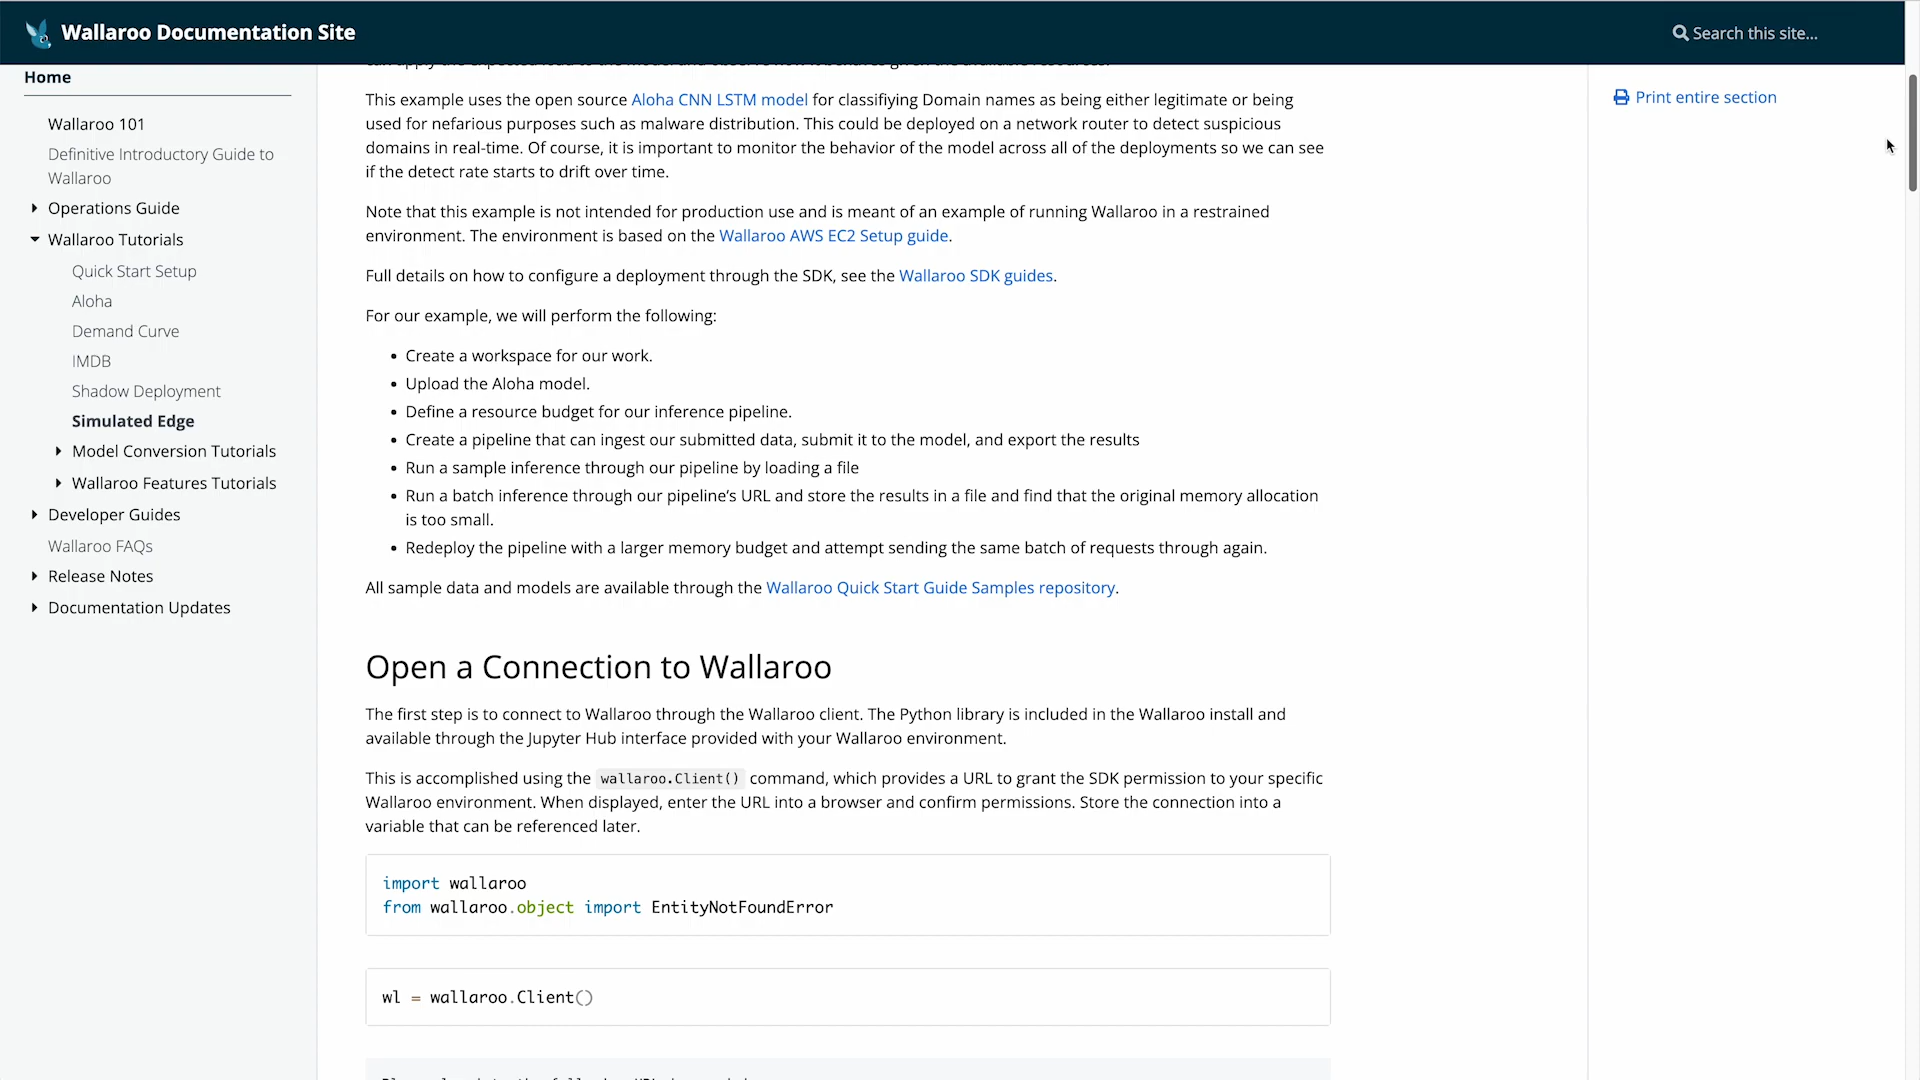 Wallaroo Documentation Site
Search this site...
Home
Wallaroo 101
Definitive Introductory Guide to
Wallaroo
Operations Guide
Wallaroo Tutorials
Quick Start Setup
Aloha
Demand Curve
IMDB
Shadow Deployment
Simulated Edge
Model Conversion Tutorials
Wallaroo Features Tutorials
Developer Guides
Wallaroo FAQs
Release Notes
Documentation Updates
This example uses the open source Aloha CNN LSTM model for classifiying Domain names as being either legitimate or being
used for nefarious purposes such as malware distribution. This could be deployed on a network router to detect suspicious
domains in real-time. Of course, it is important to monitor the behavior of the model across all of the deployments so we can see
if the detect rate starts to drift over time.
Note that this example is not intended for production use and is meant of an example of running Wallaroo in a restrained
environment. The environment is based on the Wallaroo AWS EC2 Setup guide.
Full details on how to configure a deployment through the SDK, see the Wallaroo SDK guides.
For our example, we will perform the following:
• Create a workspace for our work.
• Upload the Aloha model.
• Define a resource budget for our inference pipeline.
• Create a pipeline that can ingest our submitted data, submit it to the model, and export the results
• Run a sample inference through our pipeline by loading a file
• Run a batch inference through our pipeline’s URL and store the results in a file and find that the original memory allocation
is too small.
• Redeploy the pipeline with a larger memory budget and attempt sending the same batch of requests through again.
All sample data and models are available through the Wallaroo Quick Start Guide Samples repository.
Open a Connection to Wallaroo
The first step is to connect to Wallaroo through the Wallaroo client. The Python library is included in the Wallaroo install and
available through the Jupyter Hub interface provided with your Wallaroo environment.
This is accomplished using the wallaroo.Client() command, which provides a URL to grant the SDK permission to your specific
Wallaroo environment. When displayed, enter the URL into a browser and confirm permissions. Store the connection into a
variable that can be referenced later.
import wallaroo
from wallaroo.object import EntityNotFoundError
wl = wallaroo.Client()
Print entire section